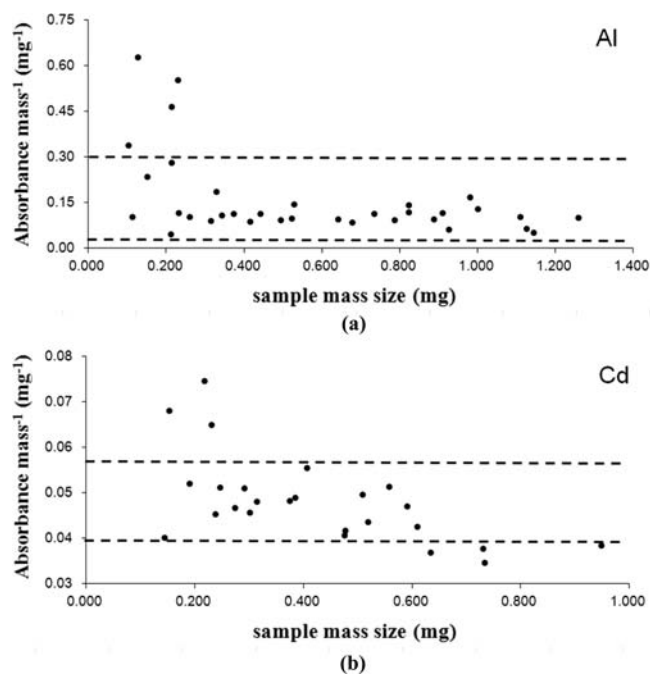 0.75
Al
0.60
0.45
0.30
0.15
0.00
0.000 0.200 0.400 0.600 0.800 1.000 1.200 1.400
Absorbance mass⁻¹ (mg⁻¹)
sample mass size (mg)
(a)
0.08
Cd
0.07
0.06
0.05
0.04
0.03
0.000 0.200 0.400 0.600 0.800 1.000
Absorbance mass⁻¹ (mg⁻¹)
sample mass size (mg)
(b)